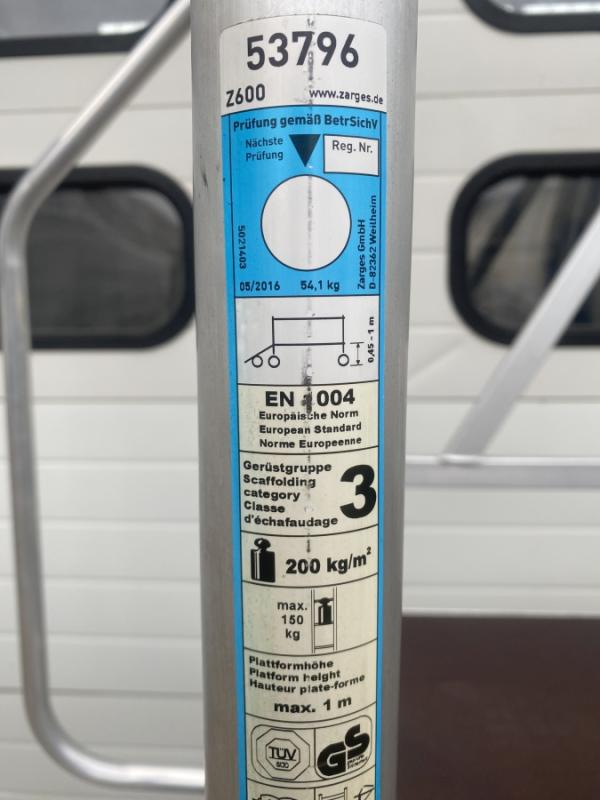 53796
Z600 www.zarges.de
Prüfung gemäß BetrSichV
Nächste
Prüfung
Reg. Nr.
5021403
Zarges GmbH
D-82362 Weilheim
05/2016 54,1 kg
0,45 - 1 m
EN 1004
Europäische Norm
European Standard
Norme Europeenne
Gerüstgruppe
Scaffolding
category
Classe
d'échafaudage
3
200 kg/m²
max.
150
kg
Plattformhöhe
Platform height
Hauteur plate-forme
max. 1 m
TÜV
GS